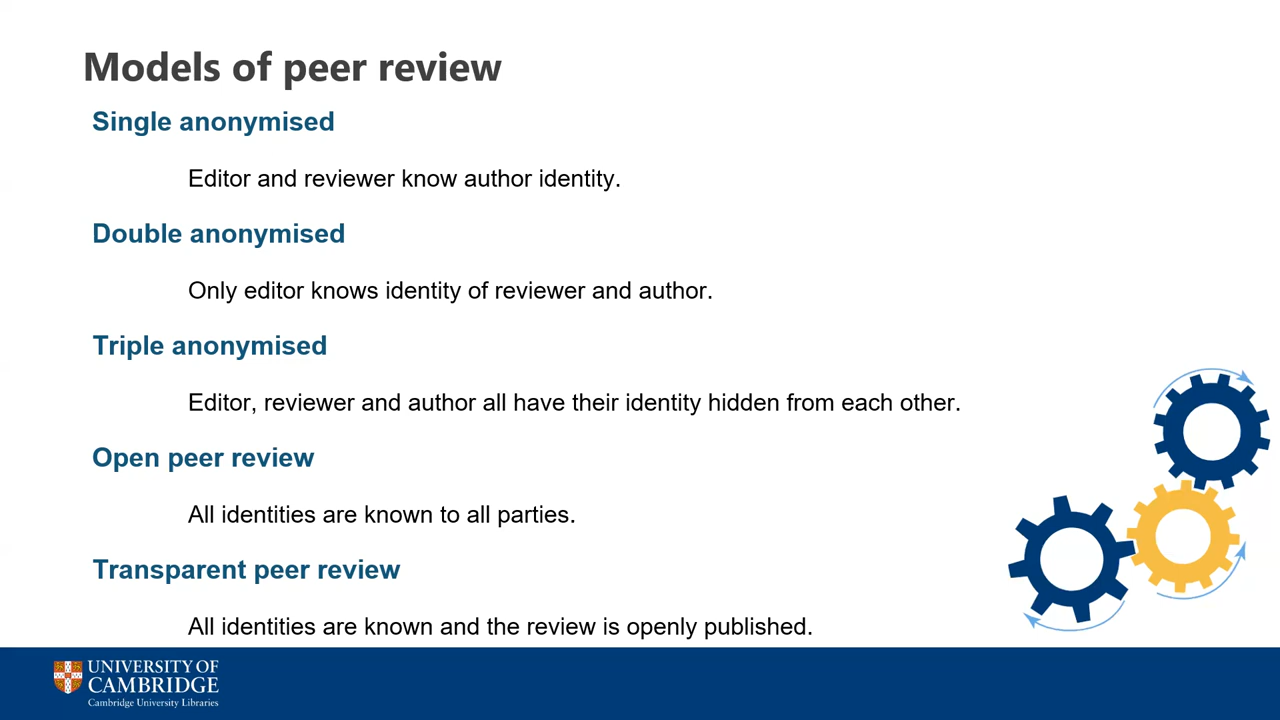 Models of peer review
Single anonymised
Editor and reviewer know author identity.
Double anonymised
Only editor knows identity of reviewer and author.
Triple anonymised
Editor, reviewer and author all have their identity hidden from each other.
Open peer review
All identities are known to all parties.
Transparent peer review
All identities are known and the review is openly published.
UNIVERSITY OF
CAMBRIDGE
Cambridge University Libraries